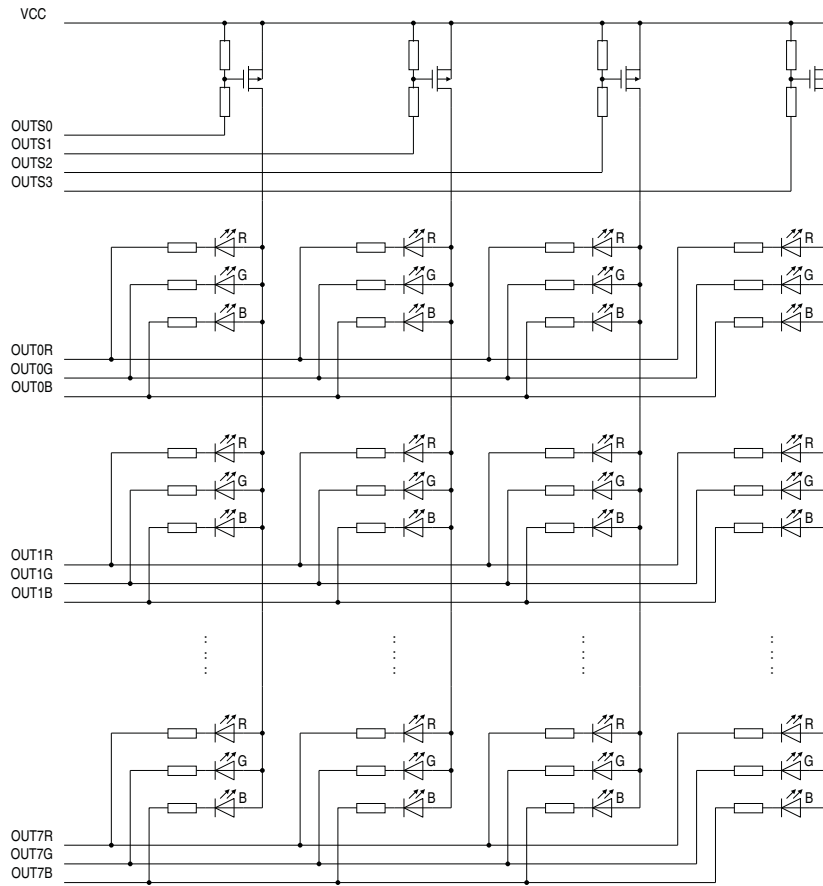 VCC
OUTS0
OUTS1
OUTS2
OUTS3
R R R R
G G G
B B B B
OUT0R
OUT0G
OUT0B
R R R R
G G G G
B B B B
OUT1R
OUT1G
OUT1B
R R R R
G G G G
B B B B
OUT7R
OUT7G
OUT7B